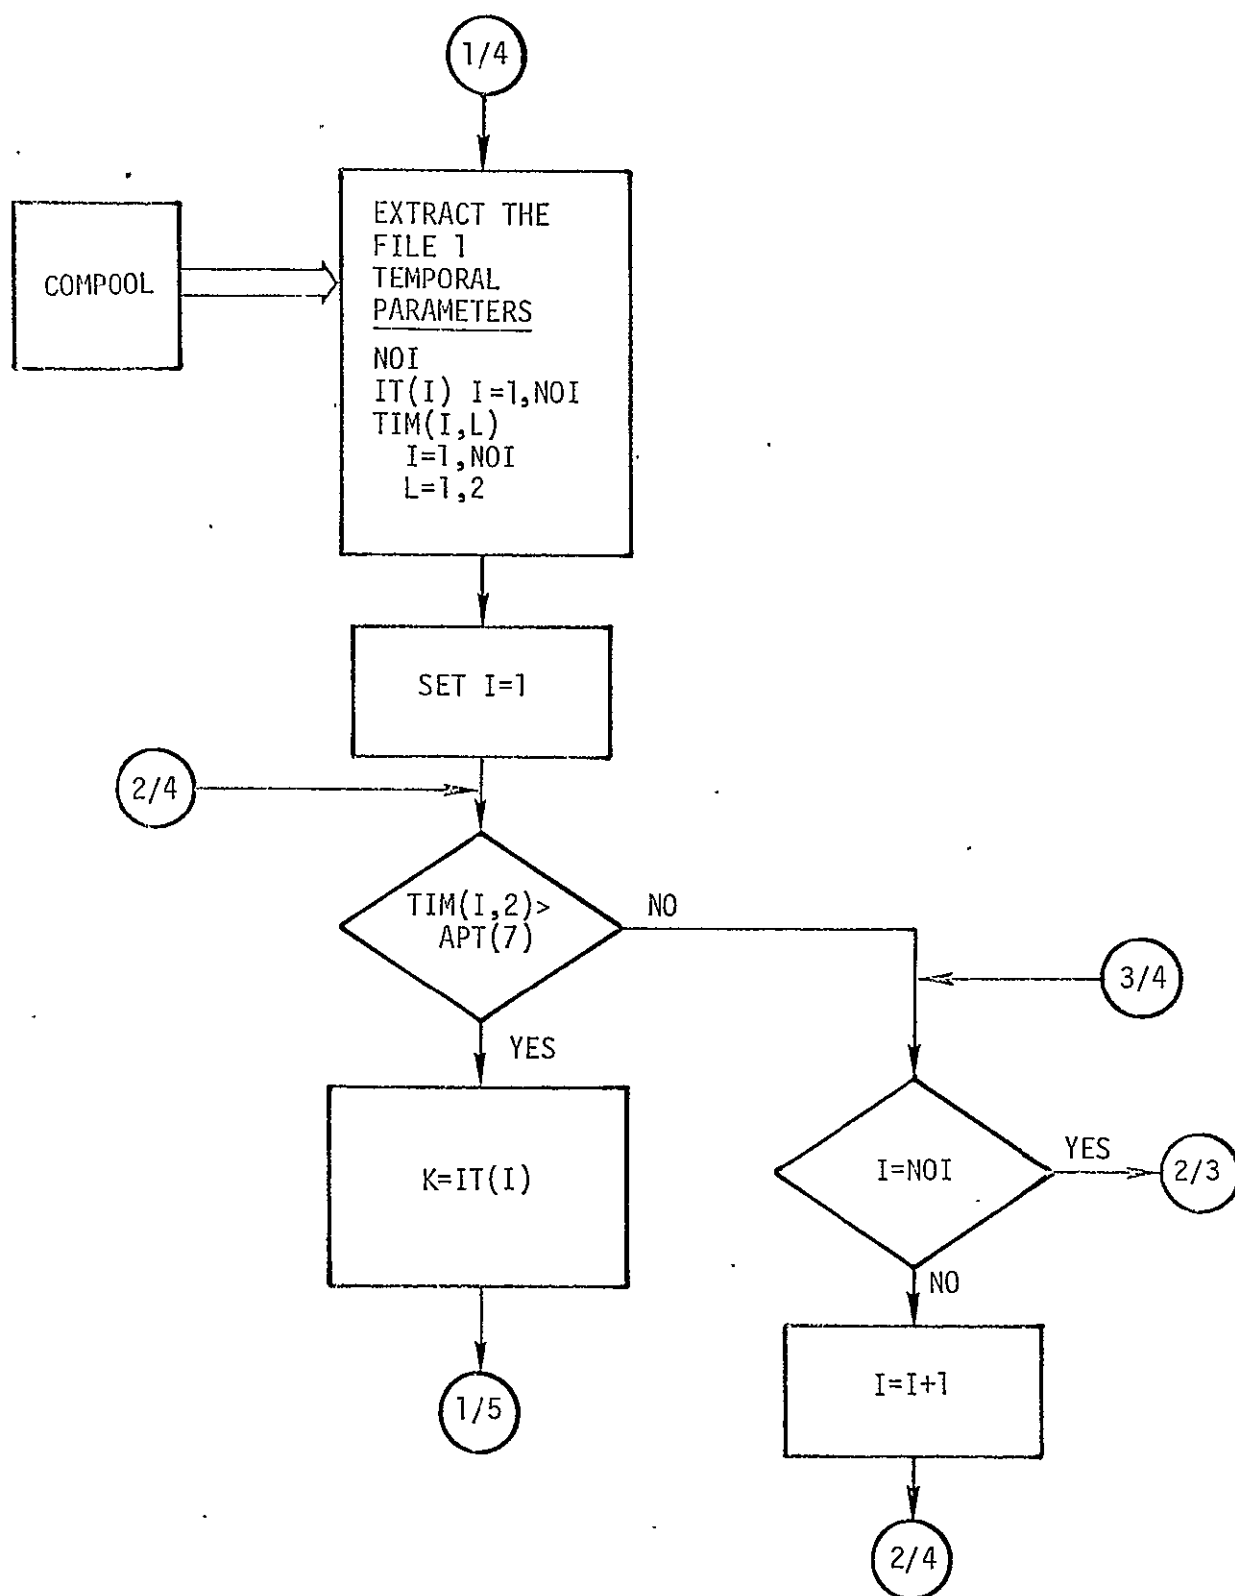 1/4
COMPOOL
EXTRACT THE
FILE 1
TEMPORAL
PARAMETERS
NOI
IT(I) I=1,NOI
TIM(I,L)
I=1,NOI
L=1,2
SET I=1
2/4
TIM(I,2)>
APT(7)
NO
3/4
YES
K=IT(I)
I=NOI
YES
2/3
NO
I=I+1
1/5
2/4